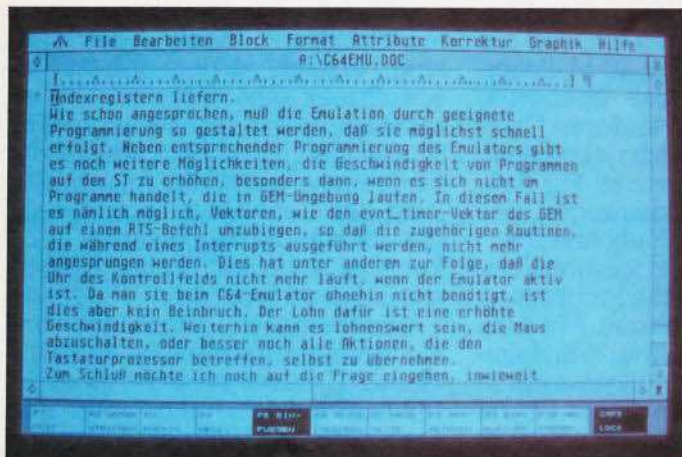 File Bearbeiten Block Format Attribute Korrektur Graphik Hilfe
A:\C64EMU.DOC
Indexregistern liefern.
Wie schon angesprochen, muß die Emulation durch geeignete
Programmierung so gestaltet werden, daß sie möglichst schnell
erfolgt. Neben entsprechender Programmierung des Emulators gibt
es noch weitere Möglichkeiten, die Geschwindigkeit von Programmen
auf dem ST zu erhöhen, besonders dann, wenn es sich nicht um
Programme handelt, die in GEM-Umgebung laufen. In diesem Fall ist
es nämlich möglich, Vektoren, wie den evnt_timer-Vektor des GEM
auf einen RTS-Befehl umzubiegen, so daß die zugehörigen Routinen,
die während eines Interrupts ausgeführt werden, nicht mehr
angesprungen werden. Dies hat unter anderem zur Folge, daß die
Uhr des Kontrollfelds nicht mehr läuft, wenn der Emulator aktiv
ist. Da man sie beim C64-Emulator ohnehin nicht benötigt, ist
dies aber kein Beinbruch. Der Lohn dafür ist eine erhöhte
Geschwindigkeit. Weiterhin kann es lohnenswert sein, die Maus
abzuschalten, oder besser noch alle Aktionen, die den
Tastaturprozessor betreffen, selbst zu übernehmen.
Zum Schluß möchte ich noch auf die Frage eingehen, inwieweit
CAPS
LOCK